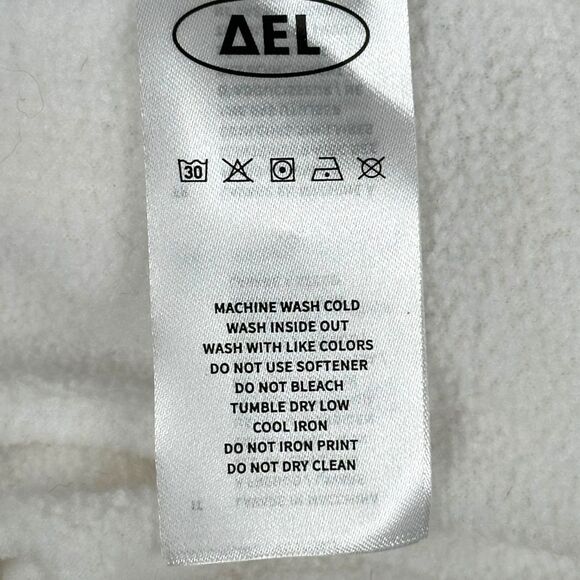 ΔEL
30
MACHINE WASH COLD
WASH INSIDE OUT
WASH WITH LIKE COLORS
DO NOT USE SOFTENER
DO NOT BLEACH
TUMBLE DRY LOW
COOL IRON
DO NOT IRON PRINT
DO NOT DRY CLEAN